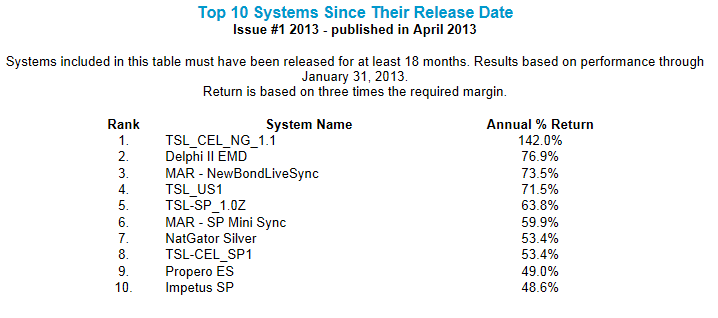 Top 10 Systems Since Their Release Date
Issue #1 2013 - published in April 2013
Systems included in this table must have been released for at least 18 months. Results based on performance through
January 31, 2013.
Return is based on three times the required margin.
Rank System Name Annual % Return
1. TSL_CEL_NG_1.1 142.0%
2. Delphi II EMD 76.9%
3. MAR - NewBondLiveSync 73.5%
4. TSL_US1 71.5%
5. TSL-SP_1.0Z 63.8%
6. MAR - SP Mini Sync 59.9%
7. NatGator Silver 53.4%
8. TSL-CEL_SP1 53.4%
9. Propero ES 49.0%
10. Impetus SP 48.6%